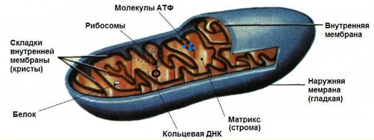 Молекулы АТФ
Рибосомы
Внутренняя
мембрана
Складки
внутренней
мембраны
(кристы)
Наружняя
мемрана
(гладкая)
Белок
Матрикс
(строма)
Кольцевая ДНК